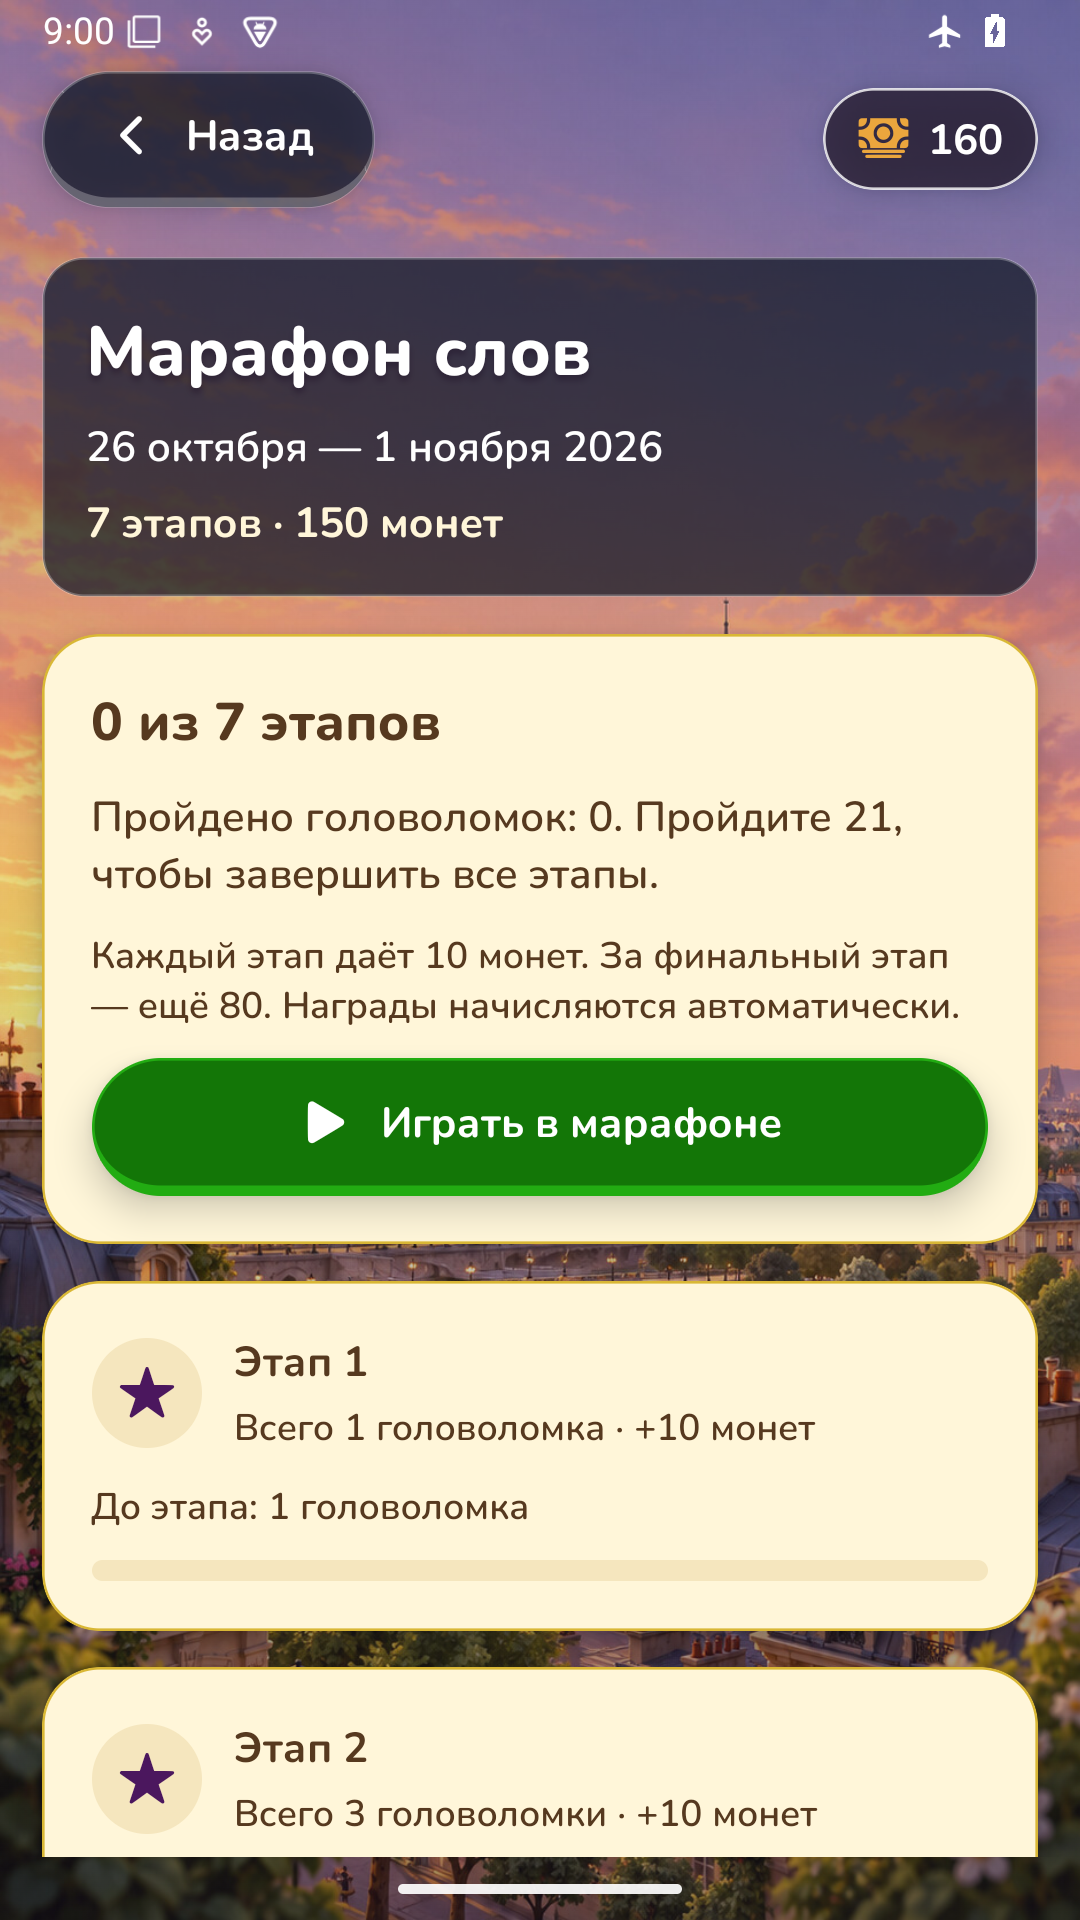 9:00
Назад
160
Марафон слов
26 октября — 1 ноября 2026
7 этапов · 150 монет
0 из 7 этапов
Пройдено головоломок: 0. Пройдите 21,
чтобы завершить все этапы.
Каждый этап даёт 10 монет. За финальный этап
— ещё 80. Награды начисляются автоматически.
Играть в марафоне
Этап 1
Всего 1 головоломка · +10 монет
До этапа: 1 головоломка
Этап 2
Всего 3 головоломки · +10 монет